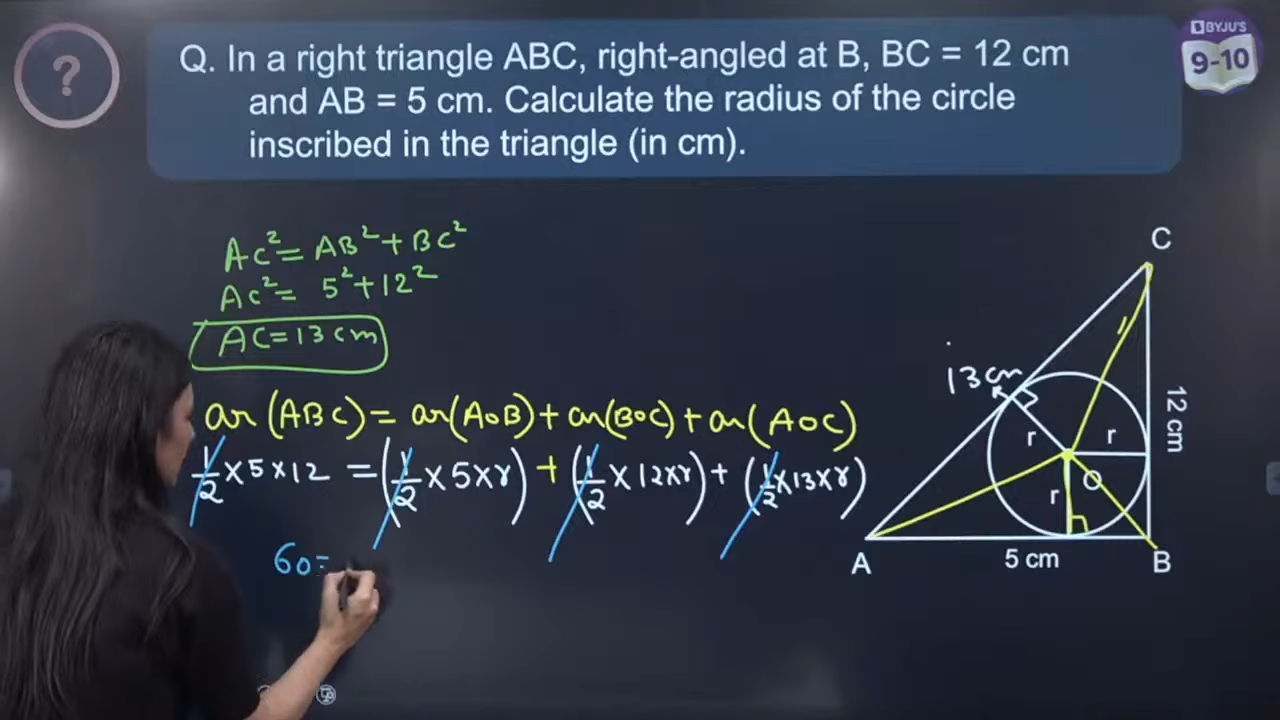 Q. In a right triangle ABC, right-angled at B, BC = 12 cm
and AB = 5 cm. Calculate the radius of the circle
inscribed in the triangle (in cm).
BYJU'S
9-10
?
AC² = AB² + BC²
AC² = 5² + 12²
AC = 13 cm
ar (ABC) = ar(AOB) + ar(BOC) + ar(AOC)
1/2 × 5 × 12 = (1/2 × 5 × r) + (1/2 × 12 × r) + (1/2 × 13 × r)
60 =
C
13 cm
12 cm
r
r
O
r
A
5 cm
B